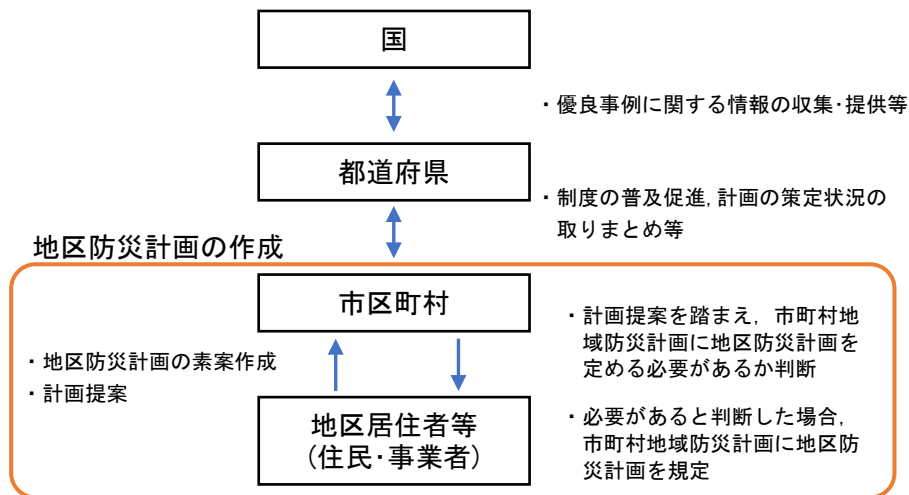 国
・優良事例に関する情報の収集･提供等
都道府県
・制度の普及促進,計画の策定状況の
取りまとめ等
地区防災計画の作成
市区町村
・地区防災計画の素案作成
・計画提案
・計画提案を踏まえ，市町村地
域防災計画に地区防災計画を
定める必要があるか判断
・必要があると判断した場合，
市町村地域防災計画に地区防
災計画を規定
地区居住者等
(住民･事業者)